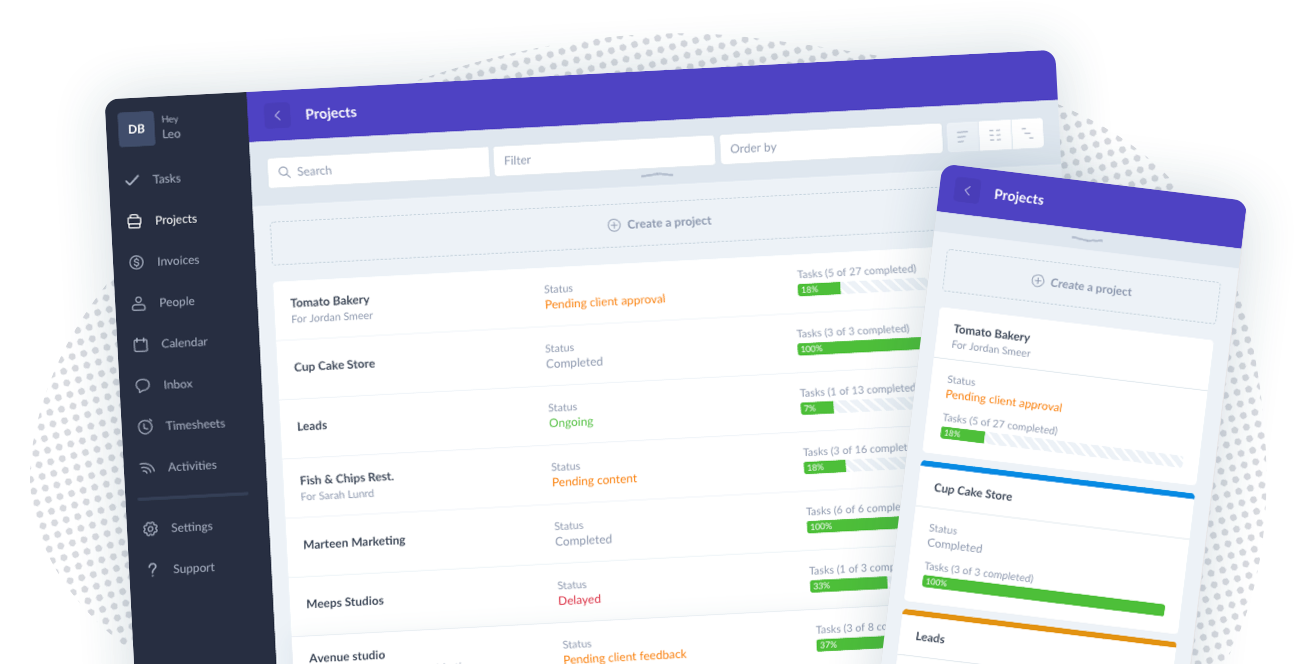 DB
Hey
Leo
Tasks
Projects
Invoices
People
Calendar
Inbox
Timesheets
Activities
Settings
Support
Projects
Search
Filter
Order by
Create a project
Tomato Bakery
For Jordan Smeer
Status
Pending client approval
Tasks (5 of 27 completed)
18%
Cup Cake Store
Status
Completed
Tasks (3 of 3 completed)
100%
Leads
Status
Ongoing
Tasks (1 of 13 completed
7%
Fish & Chips Rest.
For Sarah Lunrd
Status
Pending content
Tasks (3 of 16 complet
18%
Marteen Marketing
Status
Completed
Tasks (6 of 6 comple
100%
Meeps Studios
Status
Delayed
Tasks (1 of 3 com
33%
Avenue studio
Status
Pending client feedback
Tasks (3 of 8 co
37%
Projects
Create a project
Tomato Bakery
For Jordan Smeer
Status
Pending client approval
Tasks (5 of 27 completed)
18%
Cup Cake Store
Status
Completed
Tasks (3 of 3 completed)
100%
Leads